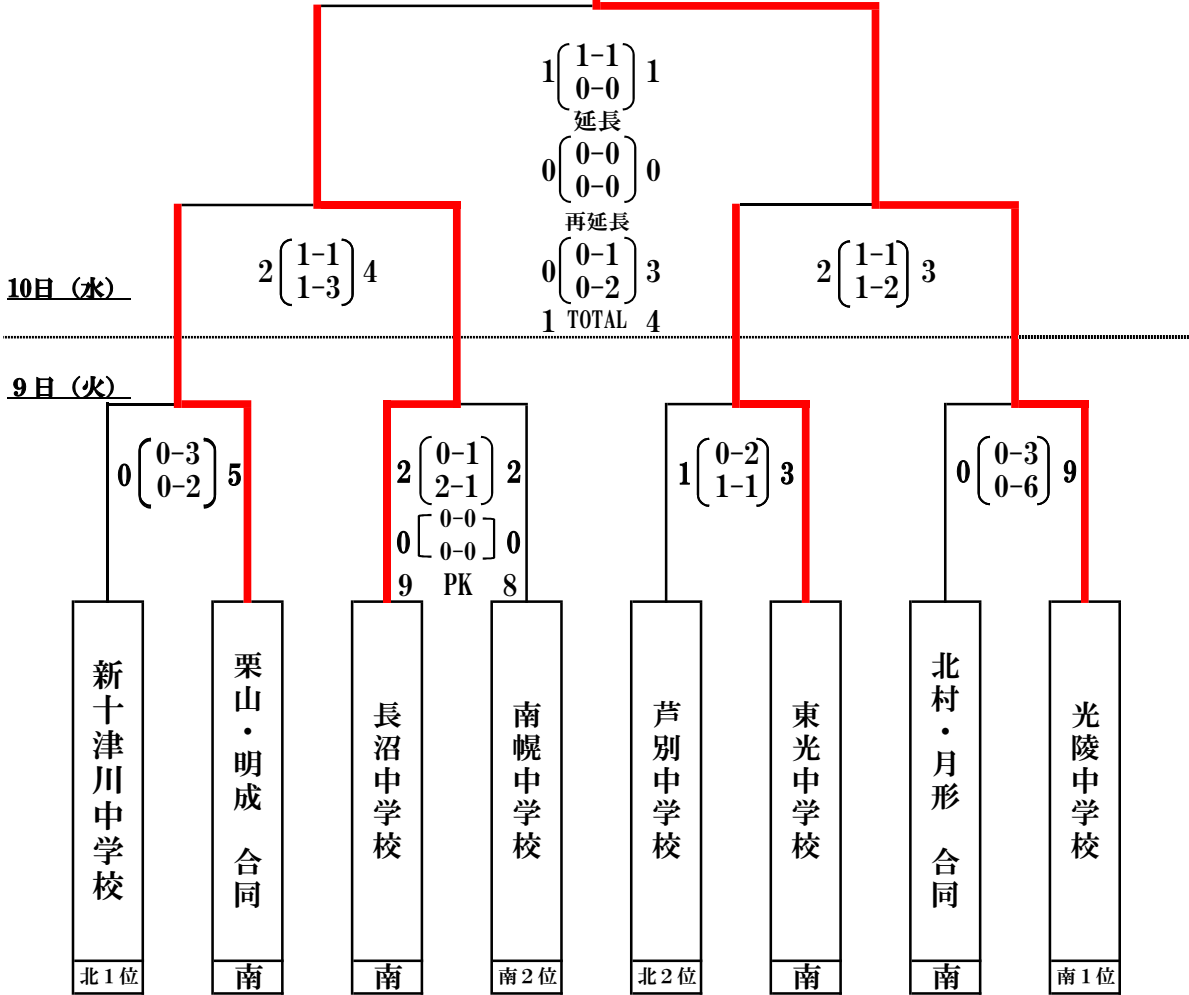 1 1-1 1
0-0
延長
0 0-0 0
0-0
再延長
0 0-1 3
0-2
1 TOTAL 4
2 1-1 4
1-3
2 1-1 3
1-2
10日（水）
9日（火）
0 0-3 5
0-2
2 0-1 2
2-1
0 0-0 0
0-0
9 PK 8
1 0-2 3
1-1
0 0-3 9
0-6
新十津川中学校
北1位
栗山・明成 合同
南
長沼中学校
南
南幌中学校
南2位
芦別中学校
北2位
東光中学校
南
北村・月形 合同
南
光陵中学校
南1位